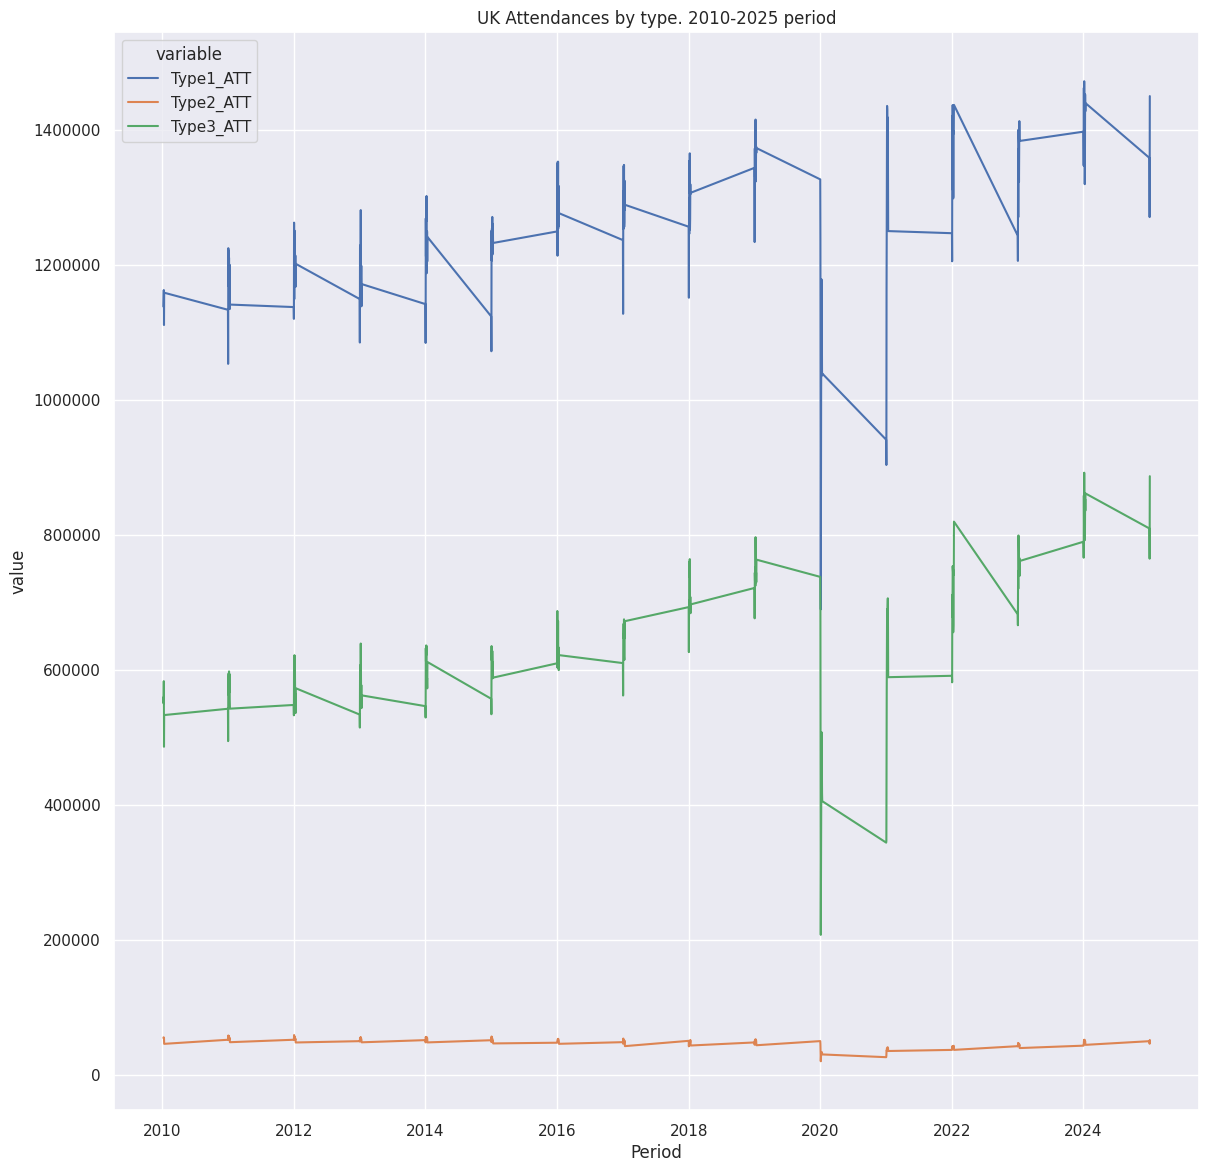 UK Attendances by type. 2010-2025 period
variable
Type1_ATT
Type2_ATT
Type3_ATT
1400000
1200000
1000000
800000
600000
400000
200000
0
value
2010 2012 2014 2016 2018 2020 2022 2024
Period